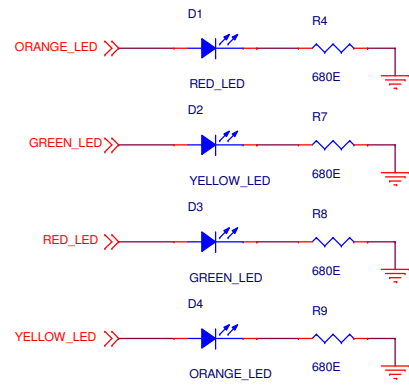 D1
R4
ORANGE_LED
RED_LED
680E
D2
R7
GREEN_LED
YELLOW_LED
680E
D3
R8
RED_LED
GREEN_LED
680E
D4
R9
YELLOW_LED
ORANGE_LED
680E